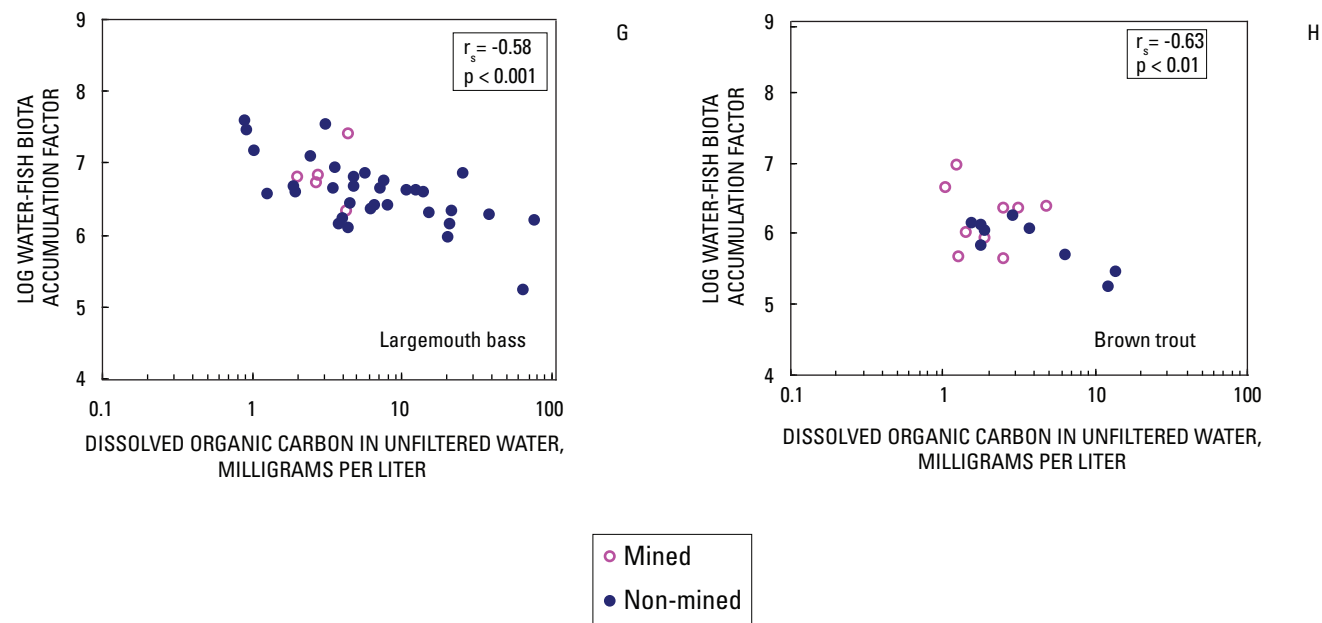 G
LOG WATER-FISH BIOTA
ACCUMULATION FACTOR
9
8
7
6
5
4
r_s= -0.58
p < 0.001
Largemouth bass
0.1 1 10 100
DISSOLVED ORGANIC CARBON IN UNFILTERED WATER,
MILLIGRAMS PER LITER
H
LOG WATER-FISH BIOTA
ACCUMULATION FACTOR
9
8
7
6
5
4
r_s= -0.63
p < 0.01
Brown trout
0.1 1 10 100
DISSOLVED ORGANIC CARBON IN UNFILTERED WATER,
MILLIGRAMS PER LITER
Mined
Non-mined